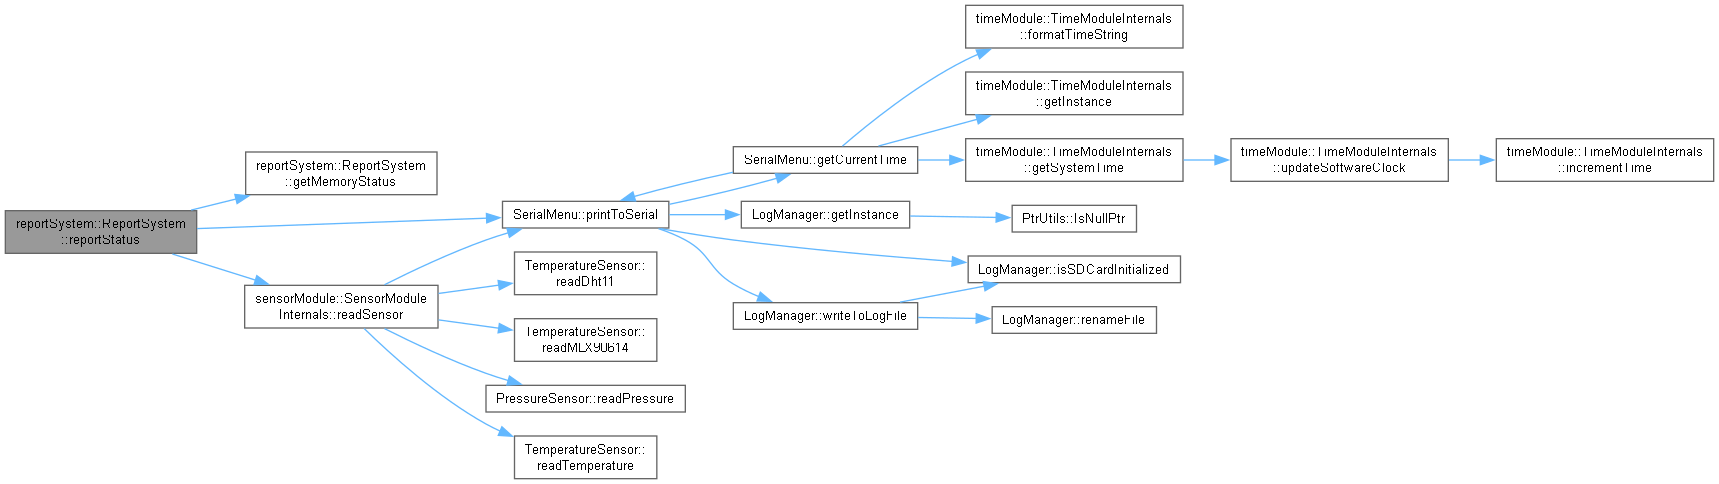 timeModule::TimeModuleInternals
::formatTimeString
timeModule::TimeModuleInternals
::getInstance
reportSystem::ReportSystem
::getMemoryStatus
SerialMenu::getCurrentTime
timeModule::TimeModuleInternals
::getSystemTime
timeModule::TimeModuleInternals
::updateSoftwareClock
timeModule::TimeModuleInternals
::incrementTime
reportSystem::ReportSystem
::reportStatus
SerialMenu::printToSerial
LogManager::getInstance
PtrUtils::IsNullPtr
TemperatureSensor::
readDht11
LogManager::isSDCardInitialized
sensorModule::SensorModule
Internals::readSensor
LogManager::writeToLogFile
LogManager::renameFile
TemperatureSensor::
readMLX90614
PressureSensor::readPressure
TemperatureSensor::
readTemperature